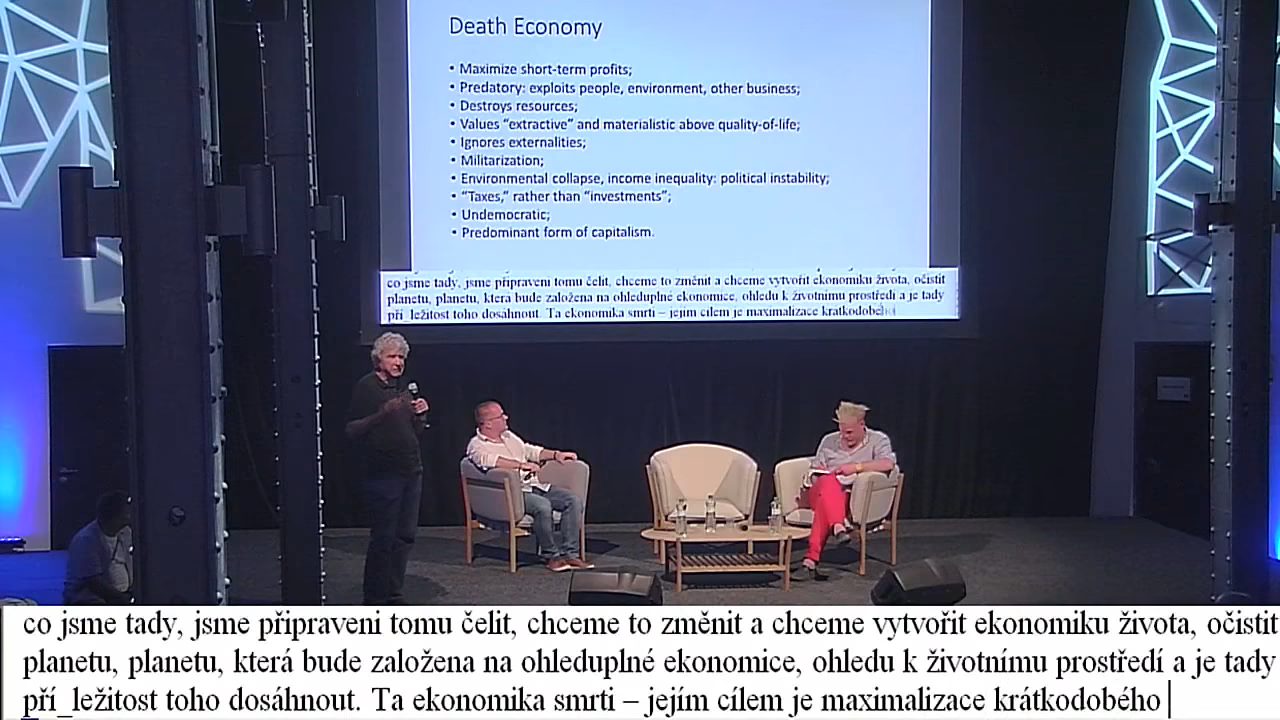 Death Economy
• Maximize short-term profits;
• Predatory: exploits people, environment, other business;
• Destroys resources;
• Values “extractive” and materialistic above quality-of-life;
• Ignores externalities;
• Militarization;
• Environmental collapse, income inequality: political instability;
• “Taxes,” rather than “investments”;
• Undemocratic;
• Predominant form of capitalism.
co jsme tady, jsme připraveni tomu čelit, chceme to změnit a chceme vytvořit ekonomiku života, očistit
planetu, planetu, která bude založena na ohleduplné ekonomice, ohledu k životnímu prostředí a je tady
pří_ležitost toho dosáhnout. Ta ekonomika smrti – jejím cílem je maximalizace
co jsme tady, jsme připraveni tomu čelit, chceme to změnit a chceme vytvořit ekonomiku života, očistit
planetu, planetu, která bude založena na ohleduplné ekonomice, ohledu k životnímu prostředí a je tady
pří_ležitost toho dosáhnout. Ta ekonomika smrti – jejím cílem je maximalizace krátkodobého